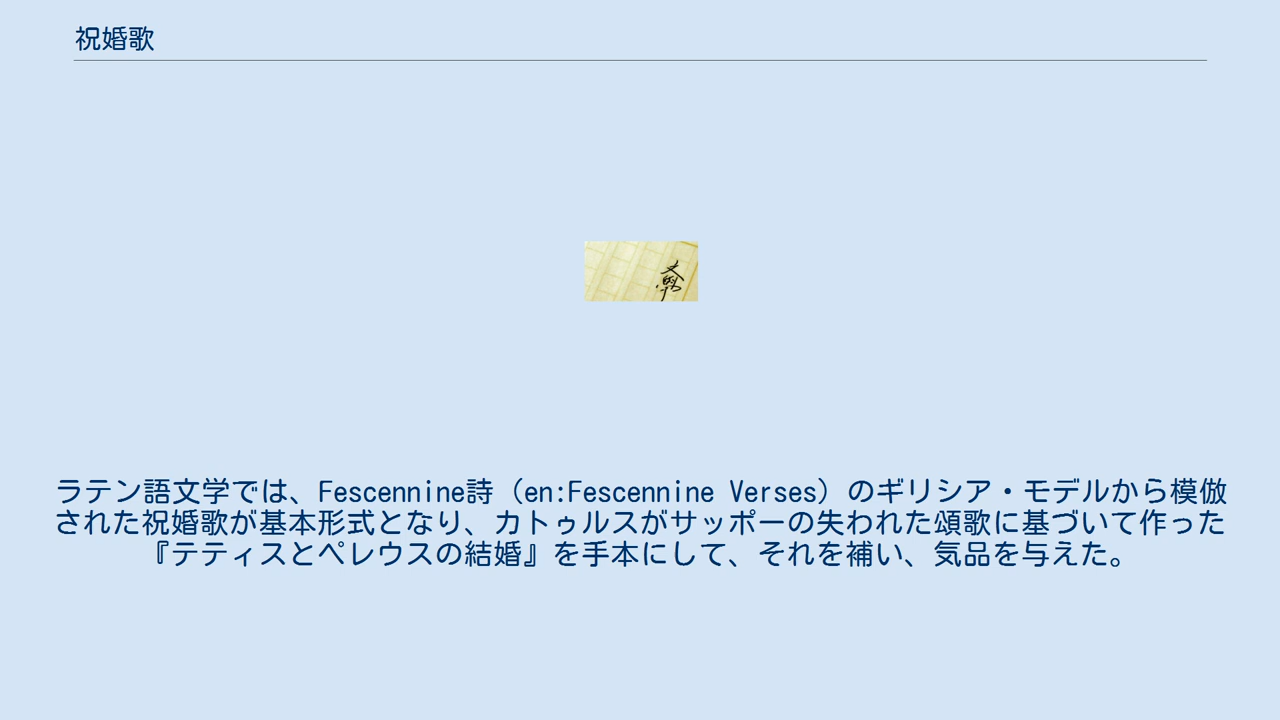 祝婚歌
ラテン語文学では、Fescennine詩（en:Fescennine Verses）のギリシア・モデルから模倣
された祝婚歌が基本形式となり、カトゥルスがサッポーの失われた頌歌に基づいて作った
『テティスとペレウスの結婚』を手本にして、それを補い、気品を与えた。